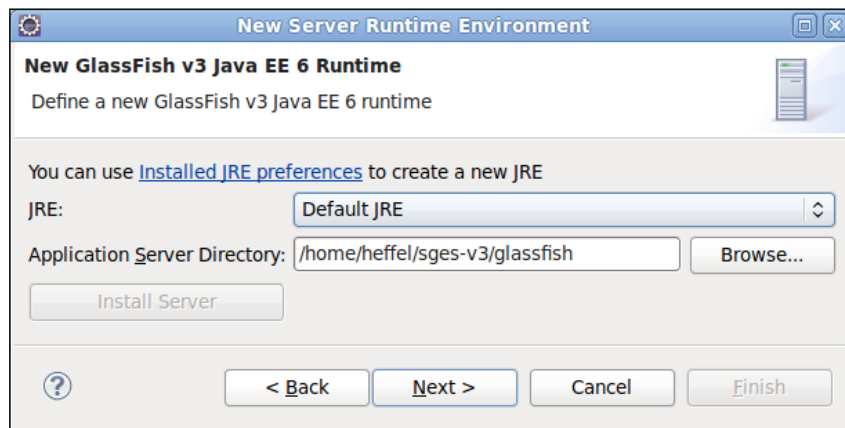 New Server Runtime Environment
New GlassFish v3 Java EE 6 Runtime
Define a new GlassFish v3 Java EE 6 runtime
You can use Installed JRE preferences to create a new JRE
JRE: Default JRE
Application Server Directory: /home/heffel/sges-v3/glassfish Browse...
Install Server
? < Back Next > Cancel Finish